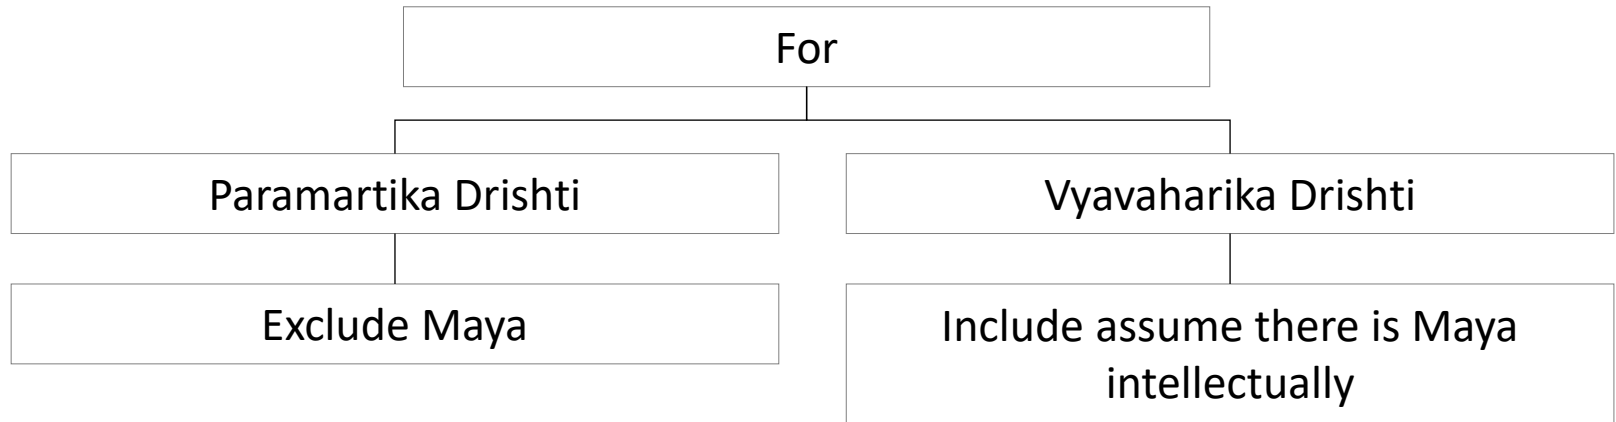 For
Paramartika Drishti
Vyavaharika Drishti
Exclude Maya
Include assume there is Maya
intellectually